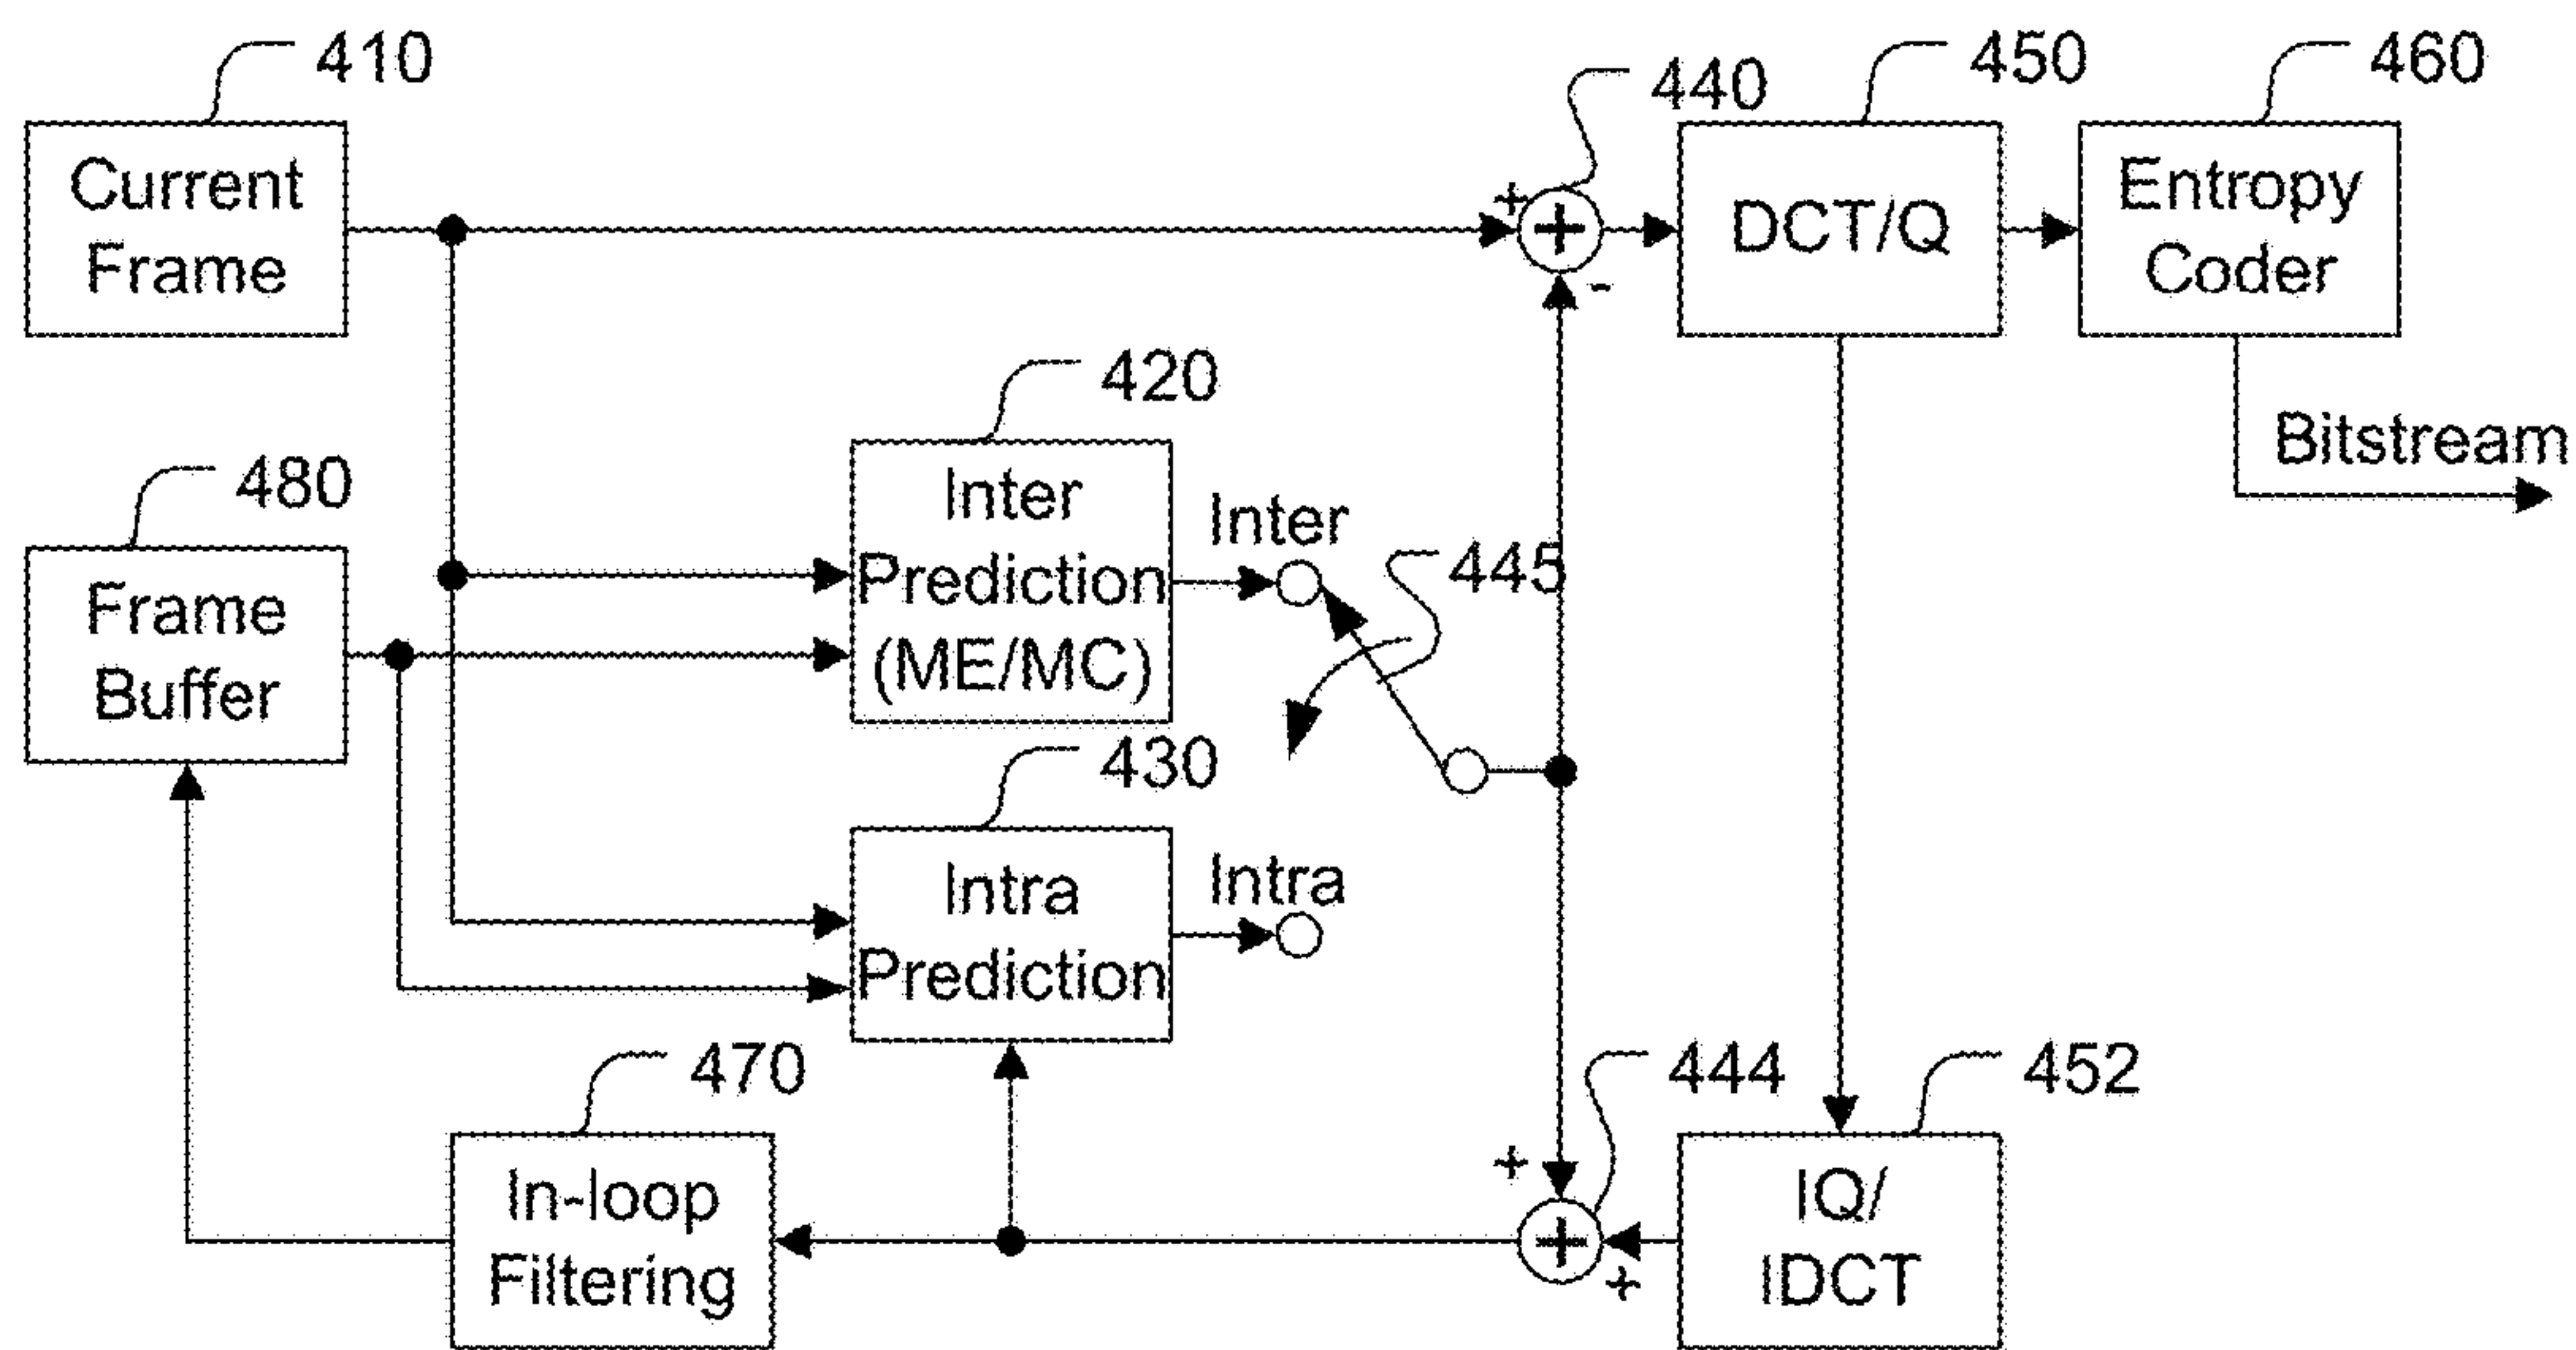 410
440
450
460
Current
Frame
+
+
-
DCT/Q
Entropy
Coder
Bitstream
420
480
Inter
Prediction
(ME/MC)
Inter
445
Frame
Buffer
430
Intra
Prediction
Intra
470
444
452
In-loop
Filtering
+
+
+
IQ/
IDCT